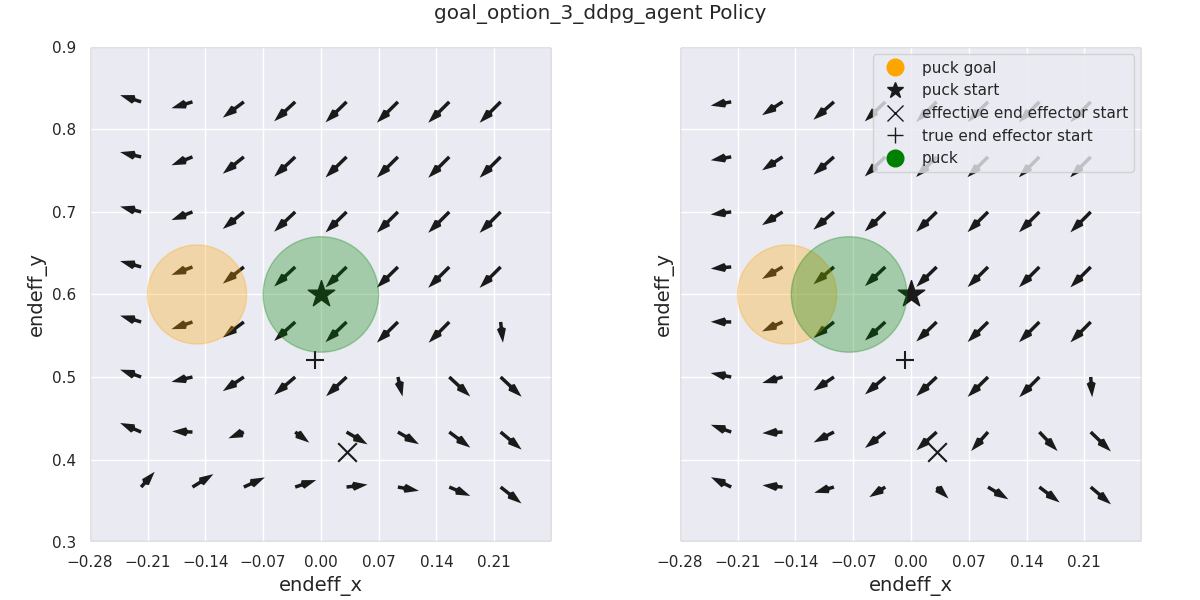 goal_option_3_ddpg_agent Policy
0.9
0.8
0.7
0.6
0.5
0.4
0.3
endeff_y
−0.28 −0.21 −0.14 −0.07 0.00 0.07 0.14 0.21
endeff_x
puck goal
puck start
effective end effector start
true end effector start
puck
endeff_y
−0.28 −0.21 −0.14 −0.07 0.00 0.07 0.14 0.21
endeff_x